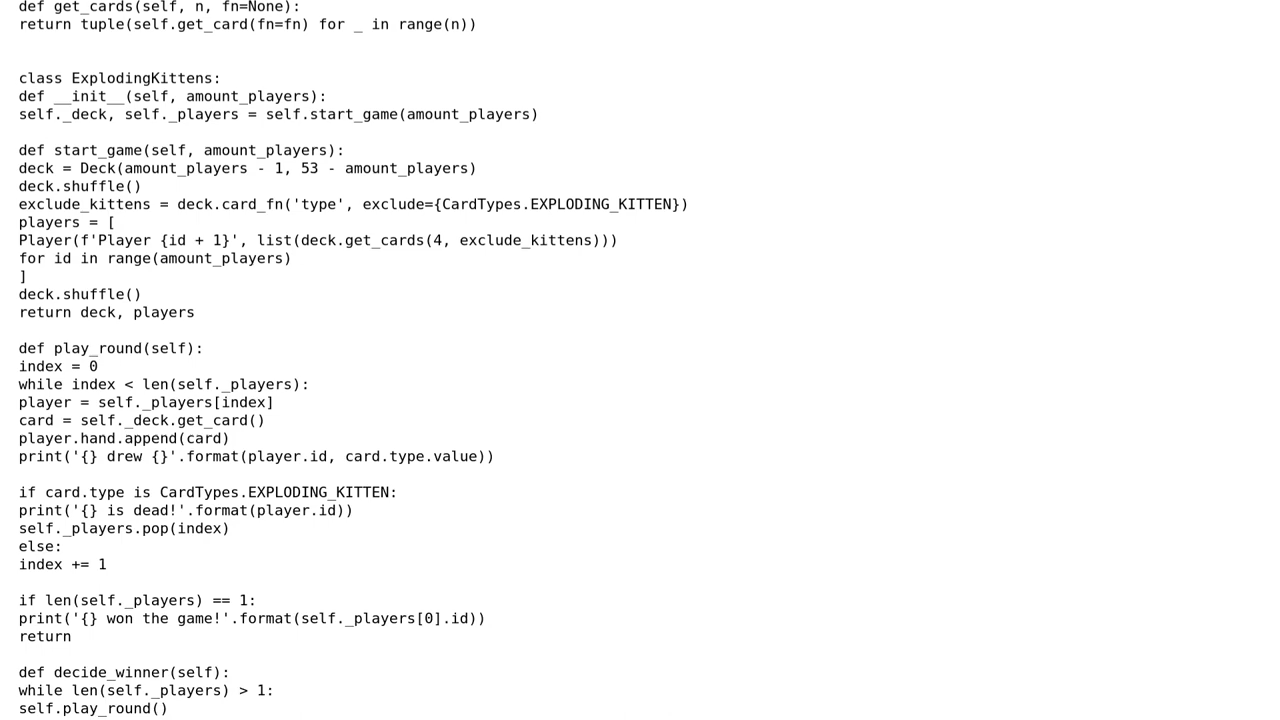 def get_cards(self, n, fn=None):
return tuple(self.get_card(fn=fn) for _ in range(n))
class ExplodingKittens:
def __init__(self, amount_players):
self._deck, self._players = self.start_game(amount_players)
def start_game(self, amount_players):
deck = Deck(amount_players - 1, 53 - amount_players)
deck.shuffle()
exclude_kittens = deck.card_fn('type', exclude={CardTypes.EXPLODING_KITTEN})
players = [
Player(f'Player {id + 1}', list(deck.get_cards(4, exclude_kittens)))
for id in range(amount_players)
]
deck.shuffle()
return deck, players
def play_round(self):
index = 0
while index < len(self._players):
player = self._players[index]
card = self._deck.get_card()
player.hand.append(card)
print('{} drew {}'.format(player.id, card.type.value))
if card.type is CardTypes.EXPLODING_KITTEN:
print('{} is dead!'.format(player.id))
self._players.pop(index)
else:
index += 1
if len(self._players) == 1:
print('{} won the game!'.format(self._players[0].id))
return
def decide_winner(self):
while len(self._players) > 1:
self.play_round()